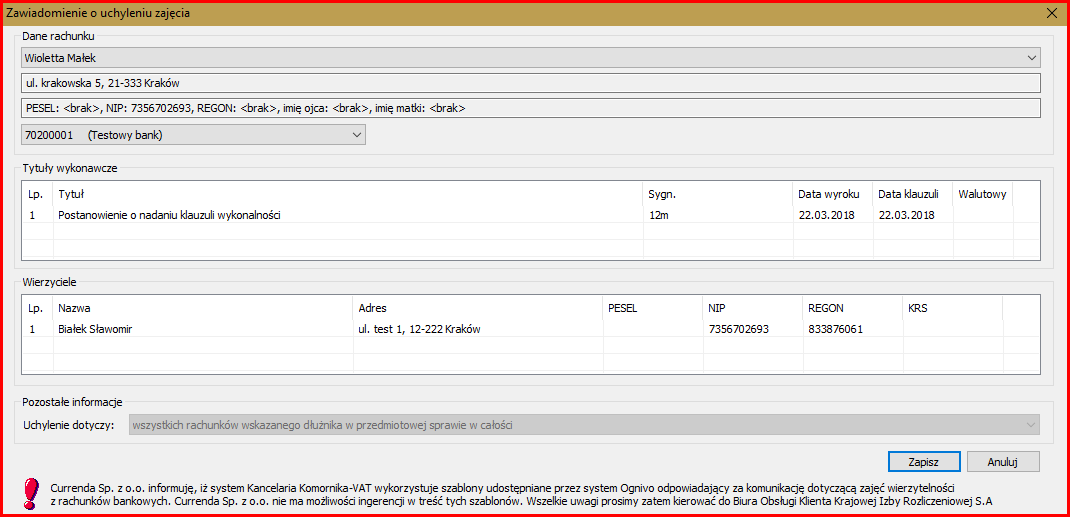 Zawiadomienie o uchyleniu zajęcia
Dane rachunku
Wioletta Małek
ul. krakowska 5, 21-333 Kraków
PESEL: <brak>, NIP: 7356702693, REGON: <brak>, imię ojca: <brak>, imię matki: <brak>
70200001 (Testowy bank)
Tytuły wykonawcze
Lp. Tytuł Sygn. Data wyroku Data klauzuli Walutowy
1 Postanowienie o nadaniu klauzuli wykonalności 12m 22.03.2018 22.03.2018
Wierzyciele
Lp. Nazwa Adres PESEL NIP REGON KRS
1 Białek Sławomir ul. test 1, 12-222 Kraków 7356702693 833876061
Pozostałe informacje
Uchylenie dotyczy: wszystkich rachunków wskazanego dłużnika w przedmiotowej sprawie w całości
Zapisz Anuluj
Currenda Sp. z o.o. informuję, iż system Kancelaria Komornika-VAT wykorzystuje szablony udostępniane przez system Ognivo odpowiadający za komunikację dotyczącą zajęć wierzytelności
z rachunków bankowych. Currenda Sp. z o.o. nie ma możliwości ingerencji w treść tych szablonów. Wszelkie uwagi prosimy zatem kierować do Biura Obsługi Klienta Krajowej Izby Rozliczeniowej S.A